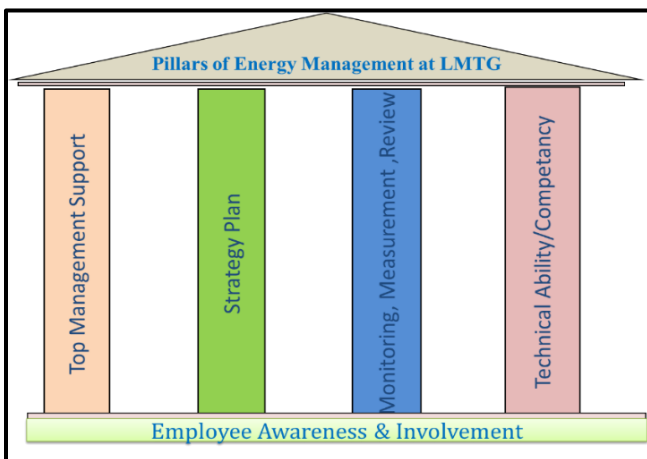 Pillars of Energy Management at LMTG
Top Management Support
Strategy Plan
Monitoring, Measurement ,Review
Technical Ability/Competancy
Employee Awareness & Involvement